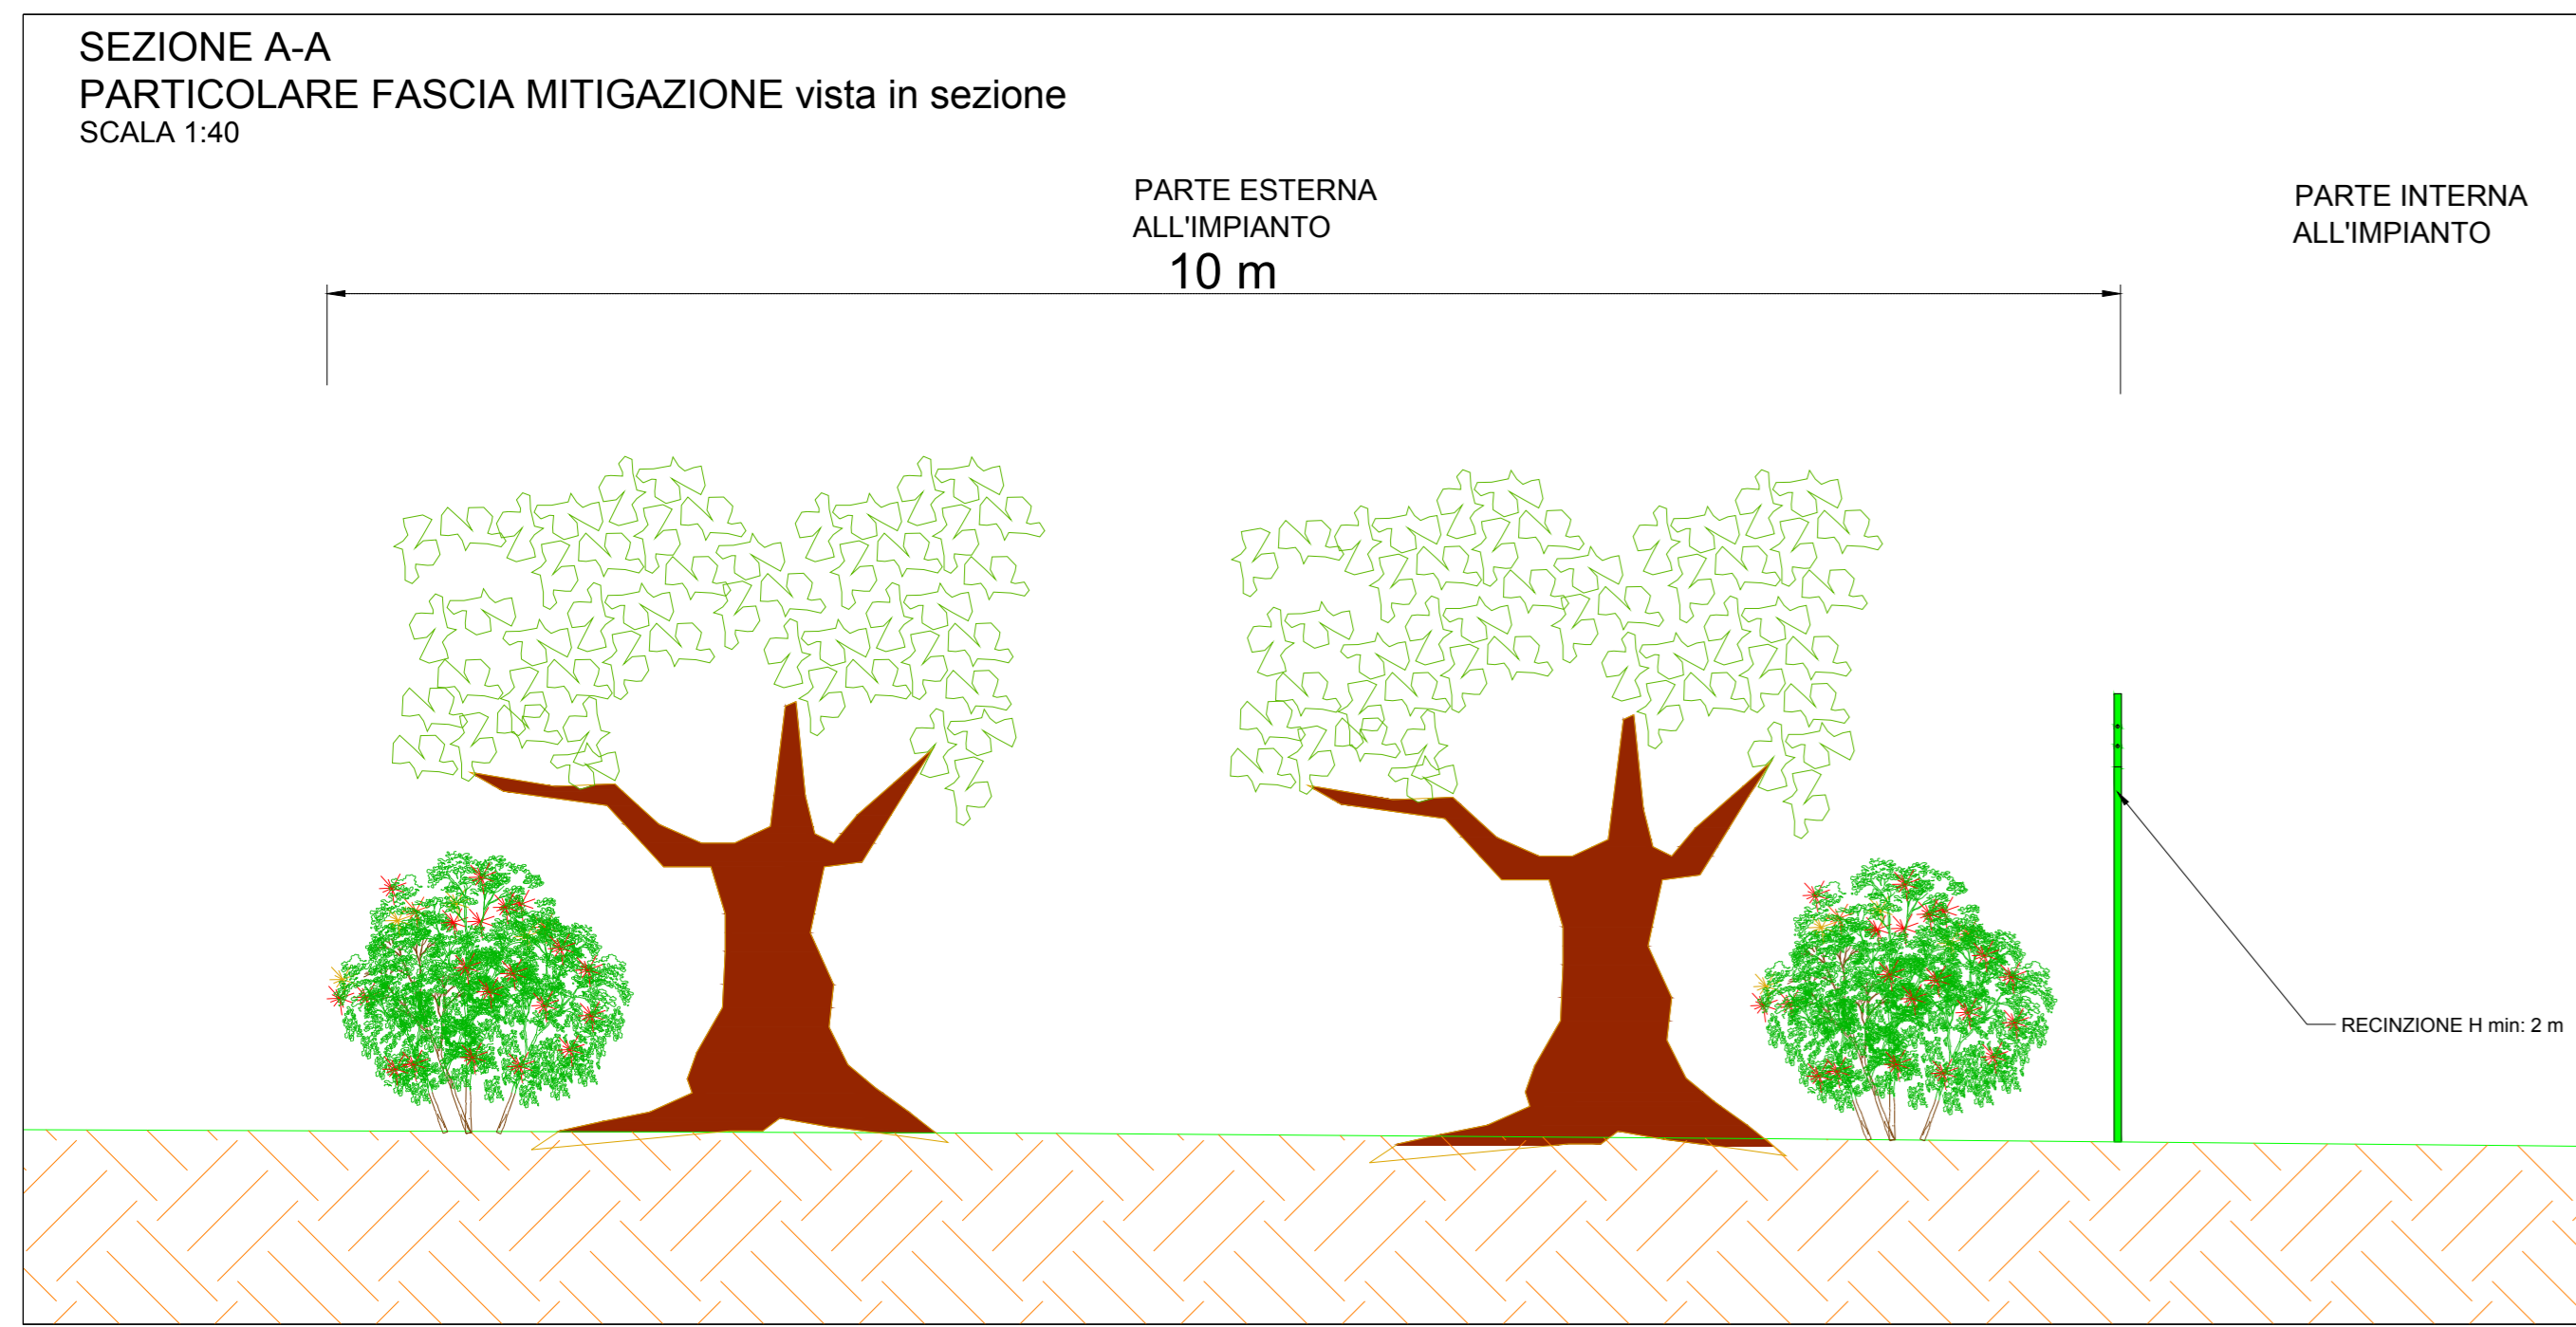 SEZIONE A-A
PARTICOLARE FASCIA MITIGAZIONE vista in sezione
SCALA 1:40
PARTE ESTERNA
ALL'IMPIANTO
10 m
PARTE INTERNA
ALL'IMPIANTO
RECINZIONE H min: 2 m